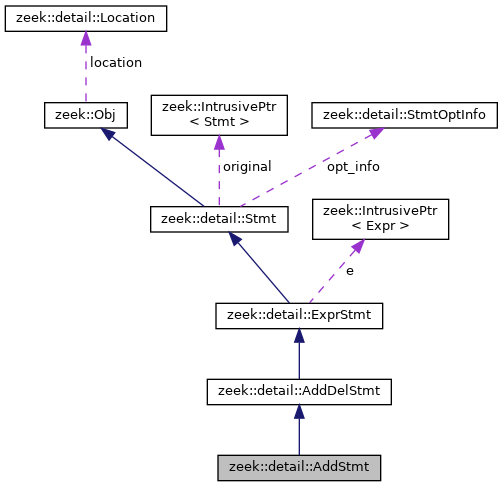 zeek::detail::Location
location
zeek::Obj
zeek::IntrusivePtr
< Stmt >
zeek::detail::StmtOptInfo
original
opt_info
zeek::detail::Stmt
zeek::IntrusivePtr
< Expr >
e
zeek::detail::ExprStmt
zeek::detail::AddDelStmt
zeek::detail::AddStmt